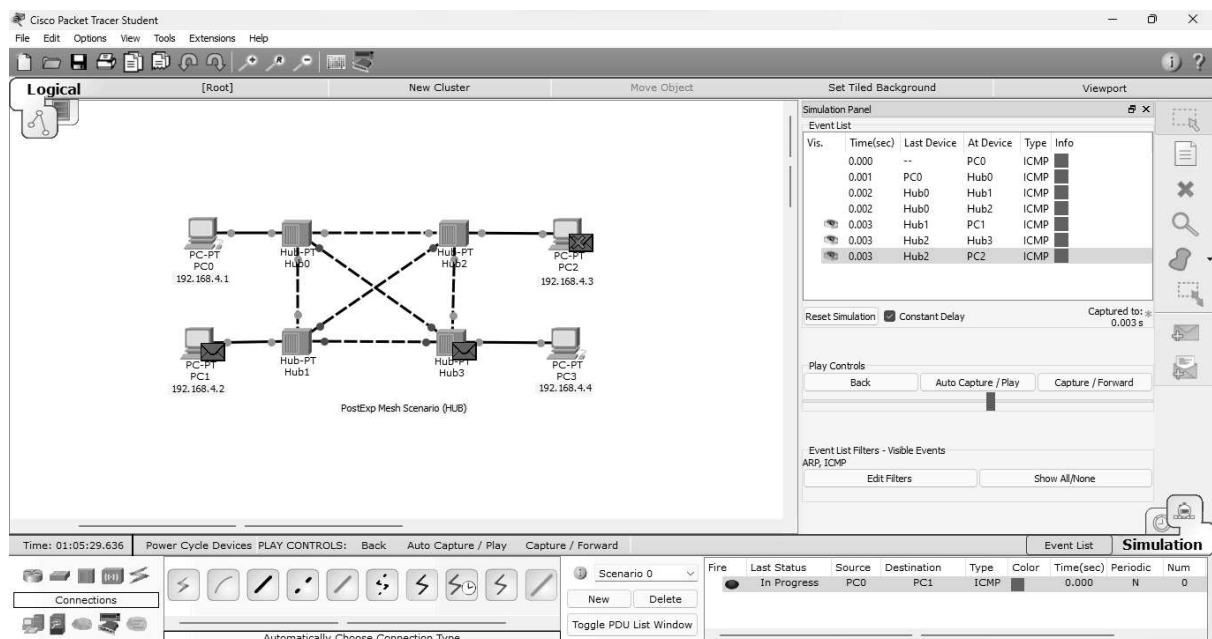 Cisco Packet Tracer Student
File Edit Options View Tools Extensions Help
Logical [Root] New Cluster Move Object Set Tiled Background Viewport
Simulation Panel
Event List
Vis. Time(sec) Last Device At Device Type Info
0.000 -- PC0 ICMP
0.001 PC0 Hub0 ICMP
0.002 Hub0 Hub1 ICMP
0.002 Hub0 Hub2 ICMP
0.003 Hub1 PC1 ICMP
0.003 Hub2 Hub3 ICMP
0.003 Hub2 PC2 ICMP
PC-PT
PC0
192.168.4.1
Hub-PT
Hub0
Hub-PT
Hub2
PC-PT
PC2
192.168.4.3
PC-PT
PC1
192.168.4.2
Hub-PT
Hub1
Hub-PT
Hub3
PC-PT
PC3
192.168.4.4
PostExp Mesh Scenario (HUB)
Reset Simulation Constant Delay Captured to: *
0.003 s
Play Controls
Back Auto Capture / Play Capture / Forward
Event List Filters - Visible Events
ARP, ICMP
Edit Filters Show All/None
Time: 01:05:29.636 Power Cycle Devices PLAY CONTROLS: Back Auto Capture / Play Capture / Forward Event List Simulation
Connections
Automatically Choose Connection Type
Scenario 0
New Delete
Toggle PDU List Window
Fire Last Status Source Destination Type Color Time(sec) Periodic Num
In Progress PC0 PC1 ICMP 0.000 N 0